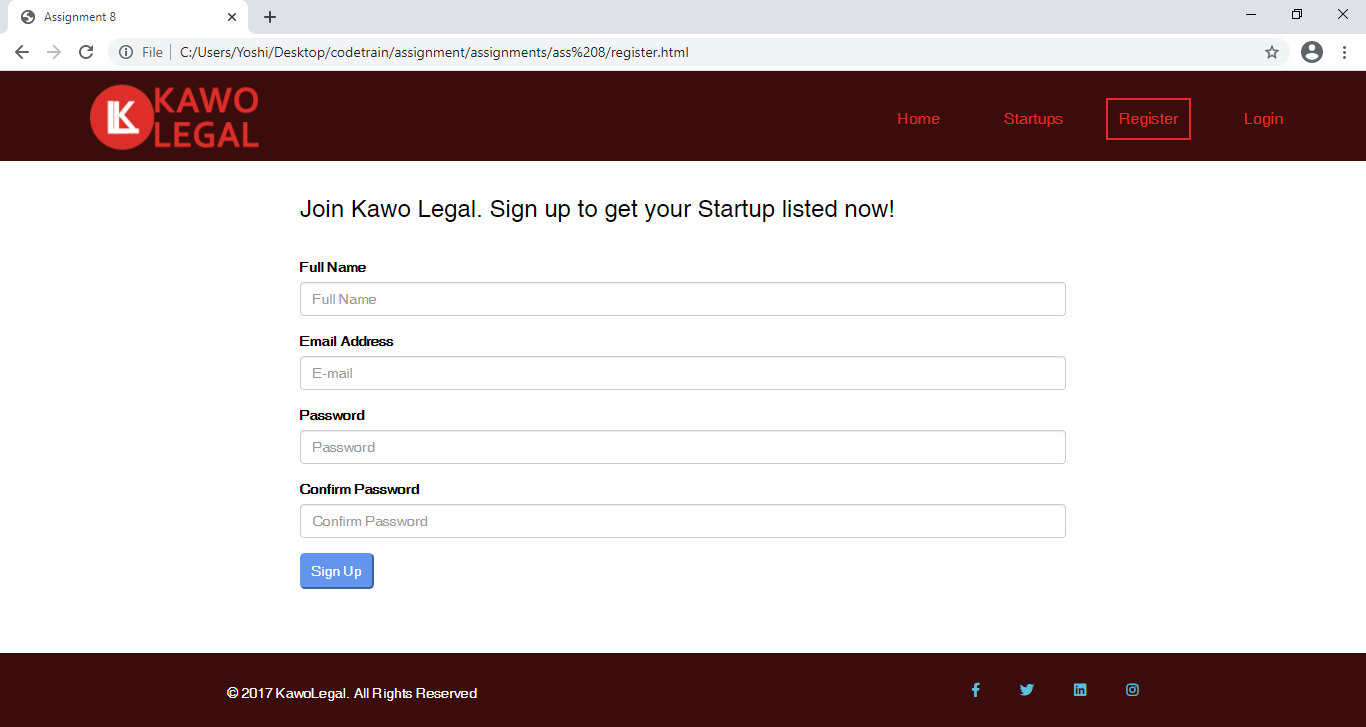 Assignment 8
File C:/Users/Yoshi/Desktop/codetrain/assignment/assignments/ass%208/register.html
KAWO
LEGAL
Home Startups Register Login
Join Kawo Legal. Sign up to get your Startup listed now!
Full Name
Full Name
Email Address
E-mail
Password
Password
Confirm Password
Confirm Password
Sign Up
© 2017 KawoLegal. All Rights Reserved